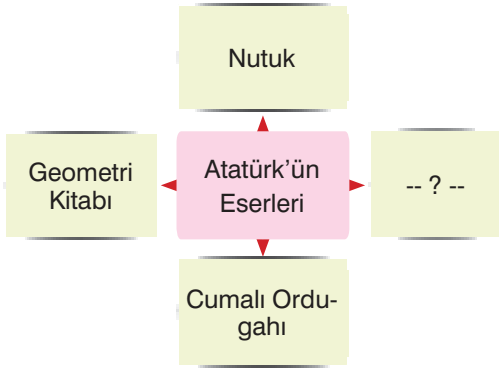 Nutuk
Geometri
Kitabı
Atatürk'ün
Eserleri
-- ? --
Cumalı Ordu-
gahı